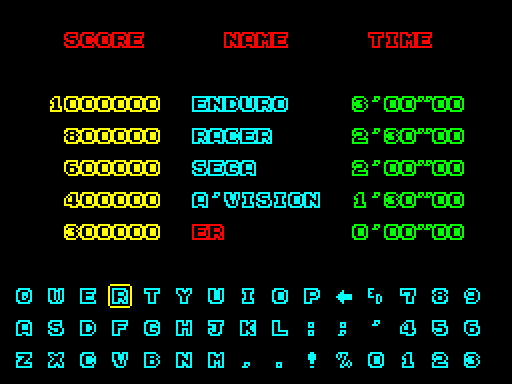 SCORE NAME TIME
1000000 ENDURO 3'00"00
800000 RACER 2'30"00
600000 SEGA 2'00"00
400000 A'VISION 1'30"00
300000 ER 0'00"00
Q W E R T Y U I O P ← ED 7 8 9
A S D F G H J K L : ; ' 4 5 6
Z X C V B N M , . ! % 0 1 2 3